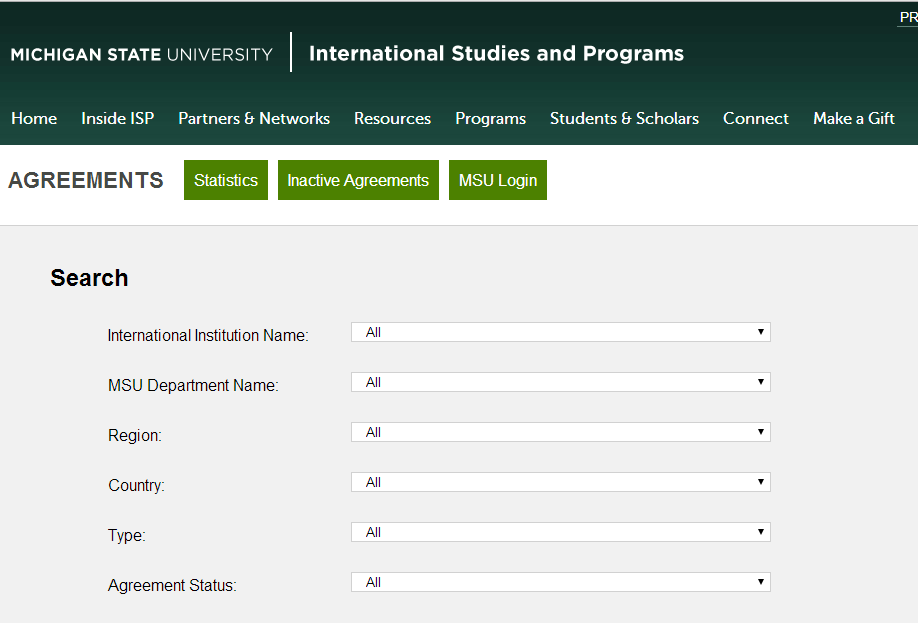 PR
MICHIGAN STATE UNIVERSITY International Studies and Programs
Home Inside ISP Partners & Networks Resources Programs Students & Scholars Connect Make a Gift
AGREEMENTS Statistics Inactive Agreements MSU Login
Search
International Institution Name: All
MSU Department Name: All
Region: All
Country: All
Type: All
Agreement Status: All